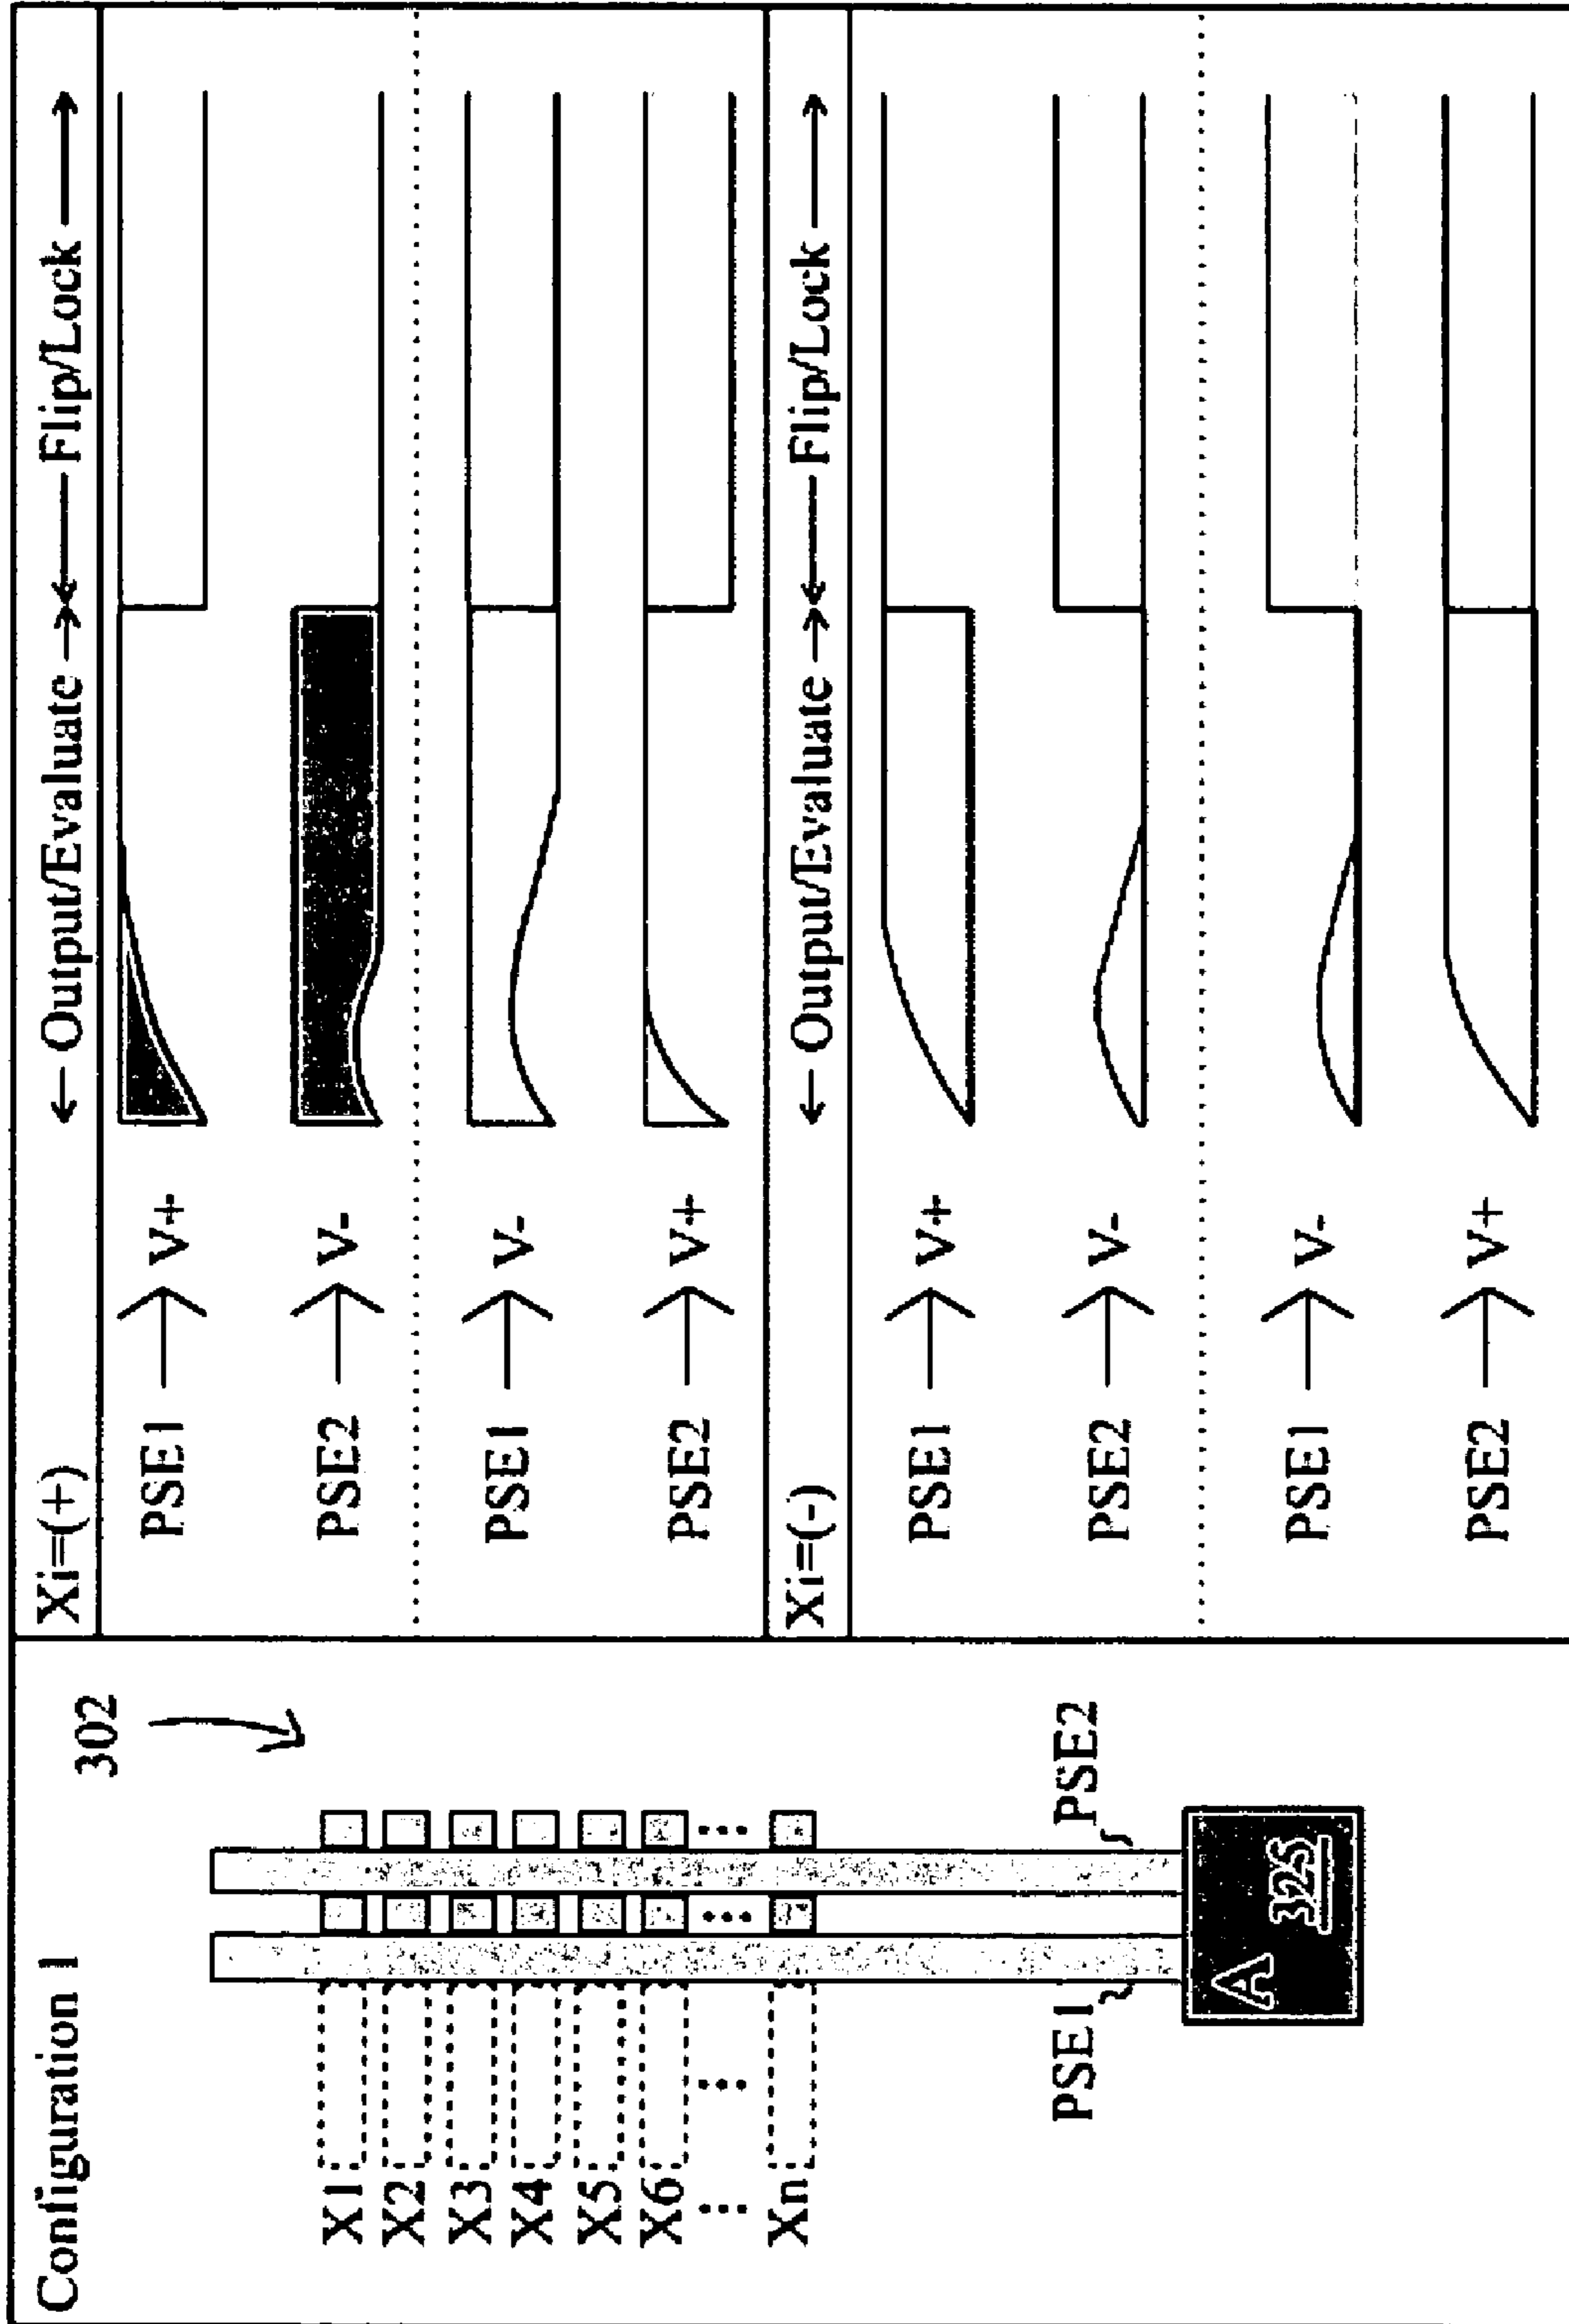 Configuration 1
302
X1
X2
X3
X4
X5
X6
⋮
Xn
PSE1
PSE2
A
325
Xi=(+)
← Output/Evaluate →← Flip/Lock →
PSE1 → V+
PSE2 → V-
PSE1 → V-
PSE2 → V+
Xi=(-)
← Output/Evaluate →← Flip/Lock →
PSE1 → V+
PSE2 → V-
PSE1 → V-
PSE2 → V+